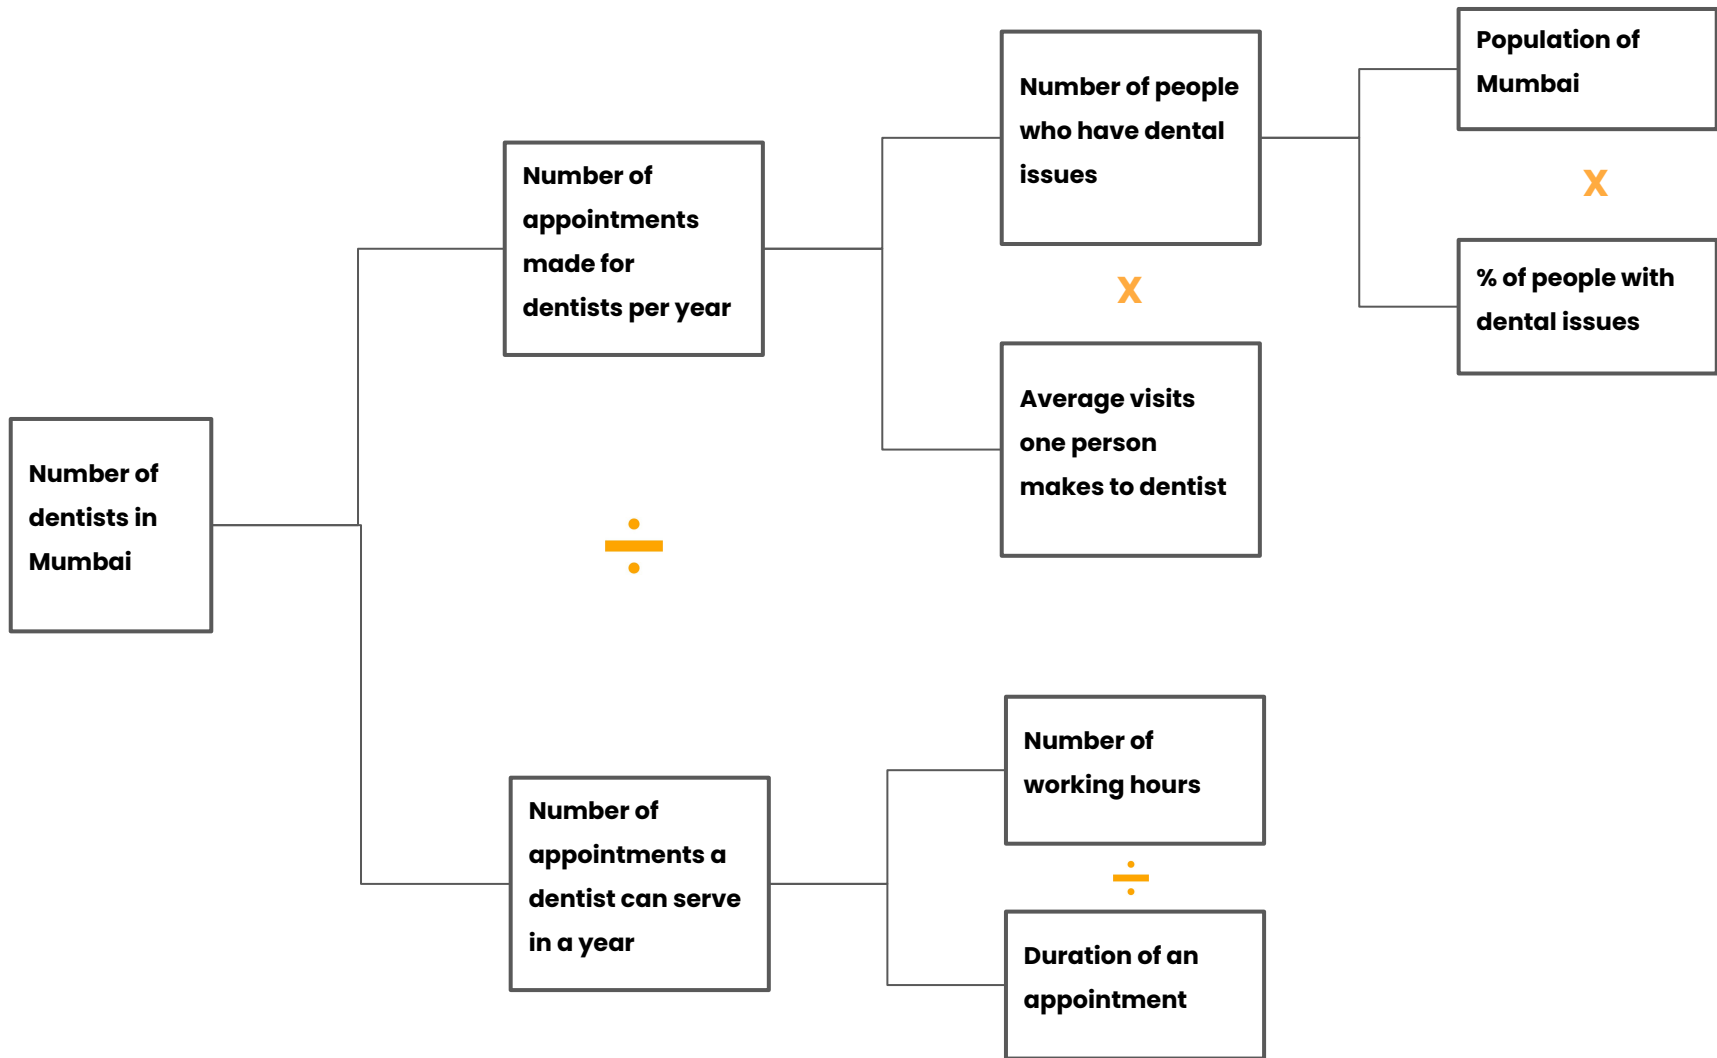 Number of
dentists in
Mumbai
Number of
appointments
made for
dentists per year
÷
Number of
appointments a
dentist can serve
in a year
Number of people
who have dental
issues
x
Average visits
one person
makes to dentist
Number of
working hours
÷
Duration of an
appointment
Population of
Mumbai
x
% of people with
dental issues